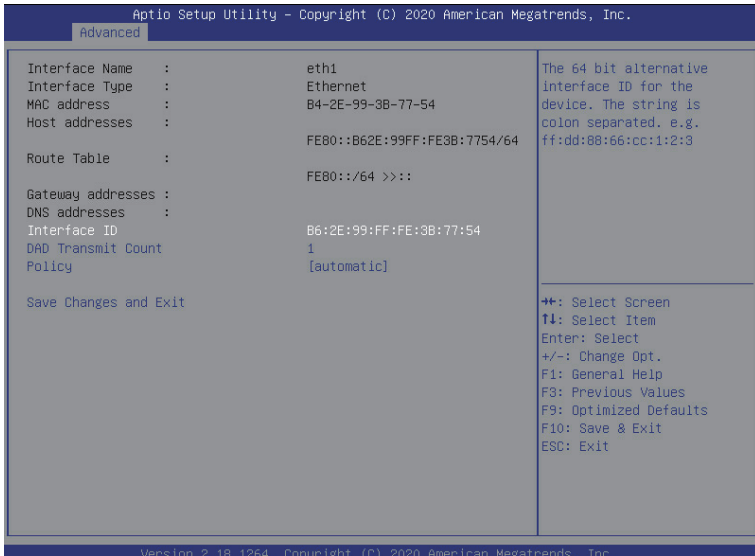 Aptio Setup Utility – Copyright (C) 2020 American Megatrends, Inc.
Advanced
Interface Name : eth1
Interface Type : Ethernet
MAC address : B4-2E-99-3B-77-54
Host addresses :
FE80::B62E:99FF:FE3B:7754/64
Route Table :
FE80::/64 >>::
Gateway addresses :
DNS addresses :
Interface ID B6:2E:99:FF:FE:3B:77:54
DAD Transmit Count 1
Policy [automatic]
Save Changes and Exit
The 64 bit alternative
interface ID for the
device. The string is
colon separated. e.g.
ff:dd:88:66:cc:1:2:3
→←: Select Screen
↑↓: Select Item
Enter: Select
+/-: Change Opt.
F1: General Help
F3: Previous Values
F9: Optimized Defaults
F10: Save & Exit
ESC: Exit
Version 2.18.1264. Copyright (C) 2020 American Megatrends, Inc.